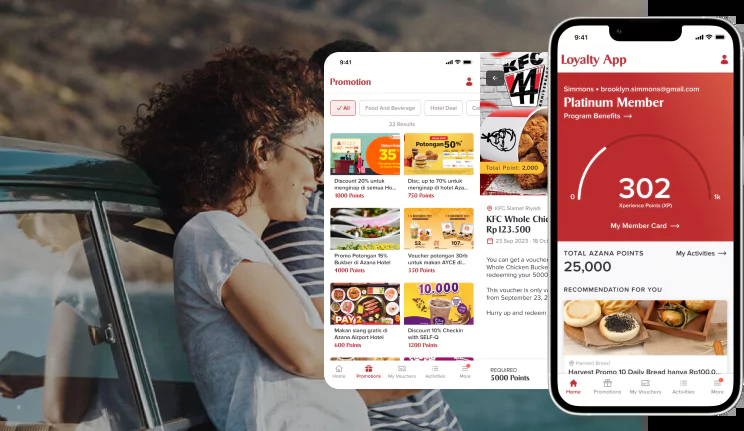 9:41
Promotion
All
Food And Beverage
Hotel Deal
22 Results
35
Discount 20% untuk
menginap di semua Ho...
1000 Points
Potongan 50%
Disc. up to 70% untuk
menginap di hotel Aza...
750 Points
Promo Potongan 15%
Bukber di Azana Hotel
4000 Points
52
107
Voucher potongan 30rb
untuk makan AYCE di...
350 Points
PAY 2
Makan siang gratis di
Azana Airport Hotel
600 Points
10.000
Discount 10% Checkin
with SELF-Q
1200 Points
Home
Promotions
My Vouchers
Activities
More
KFC
44
Total Point: 2,000
KFC Slamet Riyadi
KFC Whole Chi
Rp123.500
23 Sep 2023 - 18 Oc
You can get a voucher
Whole Chicken Bucke
redeeming your 5000
This voucher is only v
from September 23, 2
Hurry up and redeem
REQUIRED
5000 Points
9:41
Loyalty App
Simmons • brooklyn.simmons@gmail.com
Platinum Member
Program Benefits →
302
0
1k
Xperience Points (XP)
My Member Card →
TOTAL AZANA POINTS
My Activities →
25,000
RECOMMENDATION FOR YOU
Harvest Bread
Harvest Promo 10 Daily Bread hanya Rp100.0...
Home
Promotions
My Vouchers
Activities
More